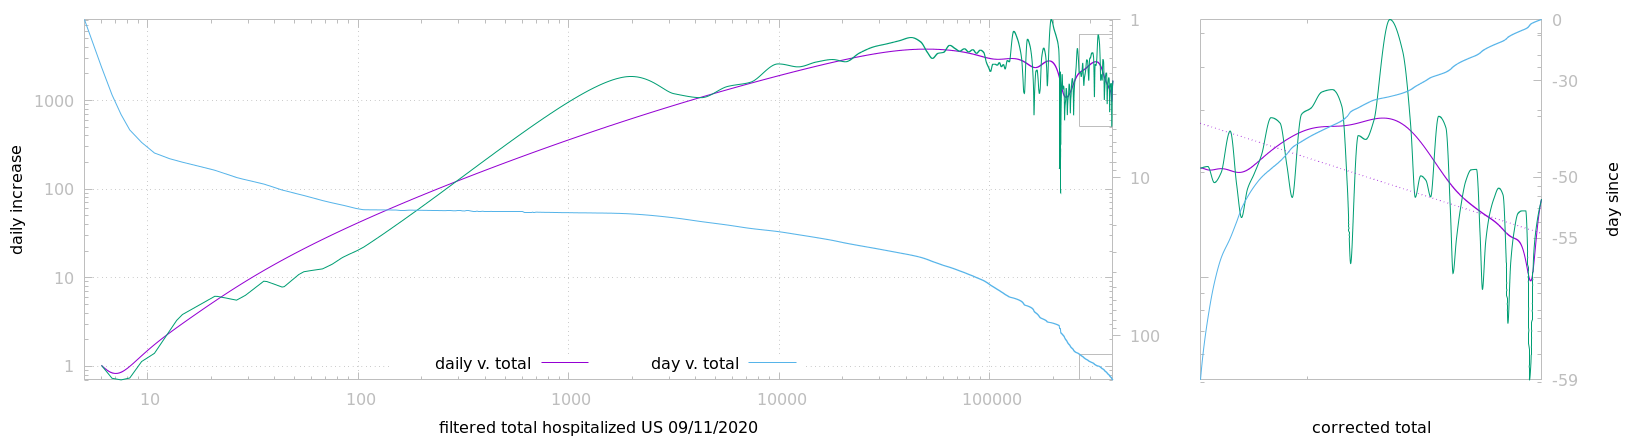 daily increase
1000
100
10
1
10
100
1000
10000
100000
daily v. total
day v. total
filtered total hospitalized US 09/11/2020
1
10
100
0
-30
-50
-55
-59
day since
corrected total